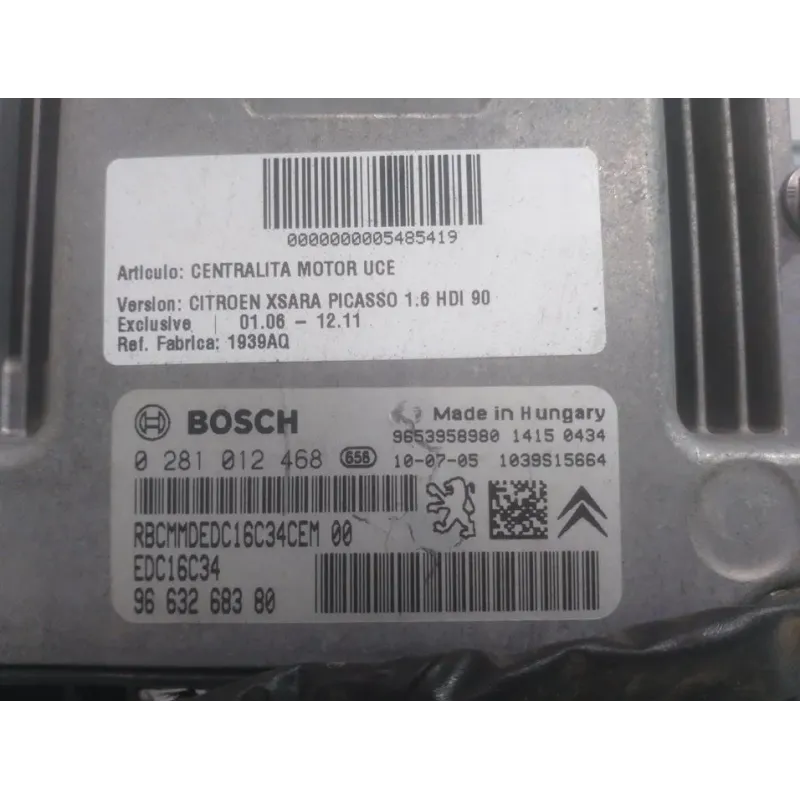 0000000005485419
Articulo: CENTRALITA MOTOR UCE
Version: CITROEN XSARA PICASSO 1.6 HDI 90
Exclusive | 01.06 - 12.11
Ref. Fabrica: 1939AQ
BOSCH
Made in Hungary
9653958980 1415 0434
0 281 012 468 656 10-07-05 1039S15664
RBCMMDEDC16C34CEM 00
EDC16C34
96 632 683 80